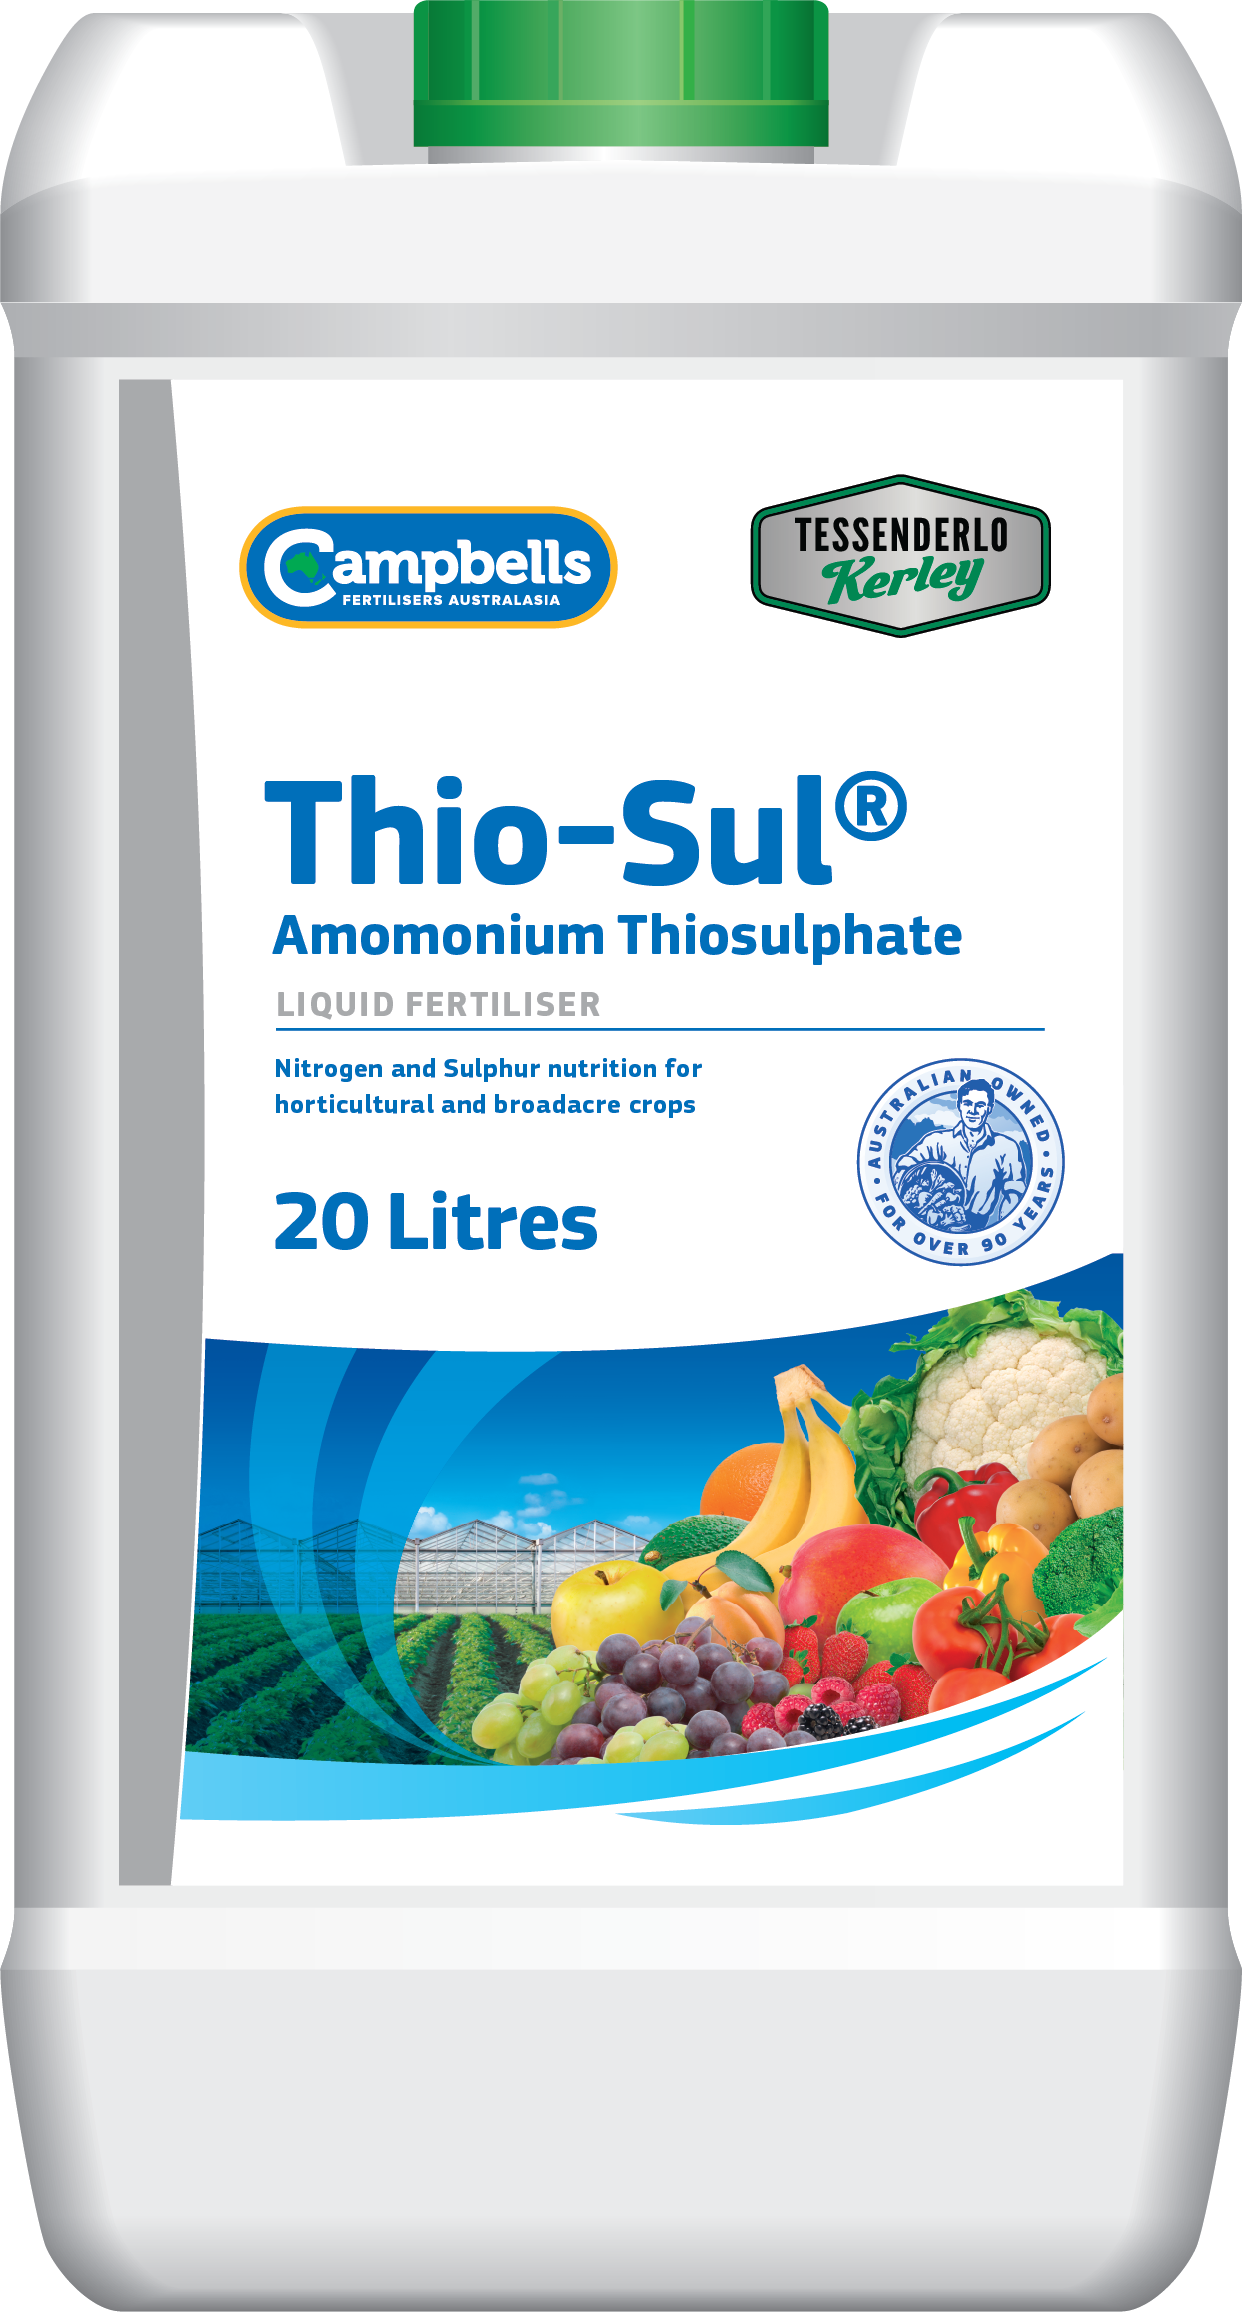 Campbells
FERTILISERS AUSTRALASIA
TESSENDERLO
Kerley
Thio-Sul®
Amomonium Thiosulphate
LIQUID FERTILISER
Nitrogen and Sulphur nutrition for
horticultural and broadacre crops
AUSTRALIAN OWNED
• FOR OVER 90 YEARS •
20 Litres